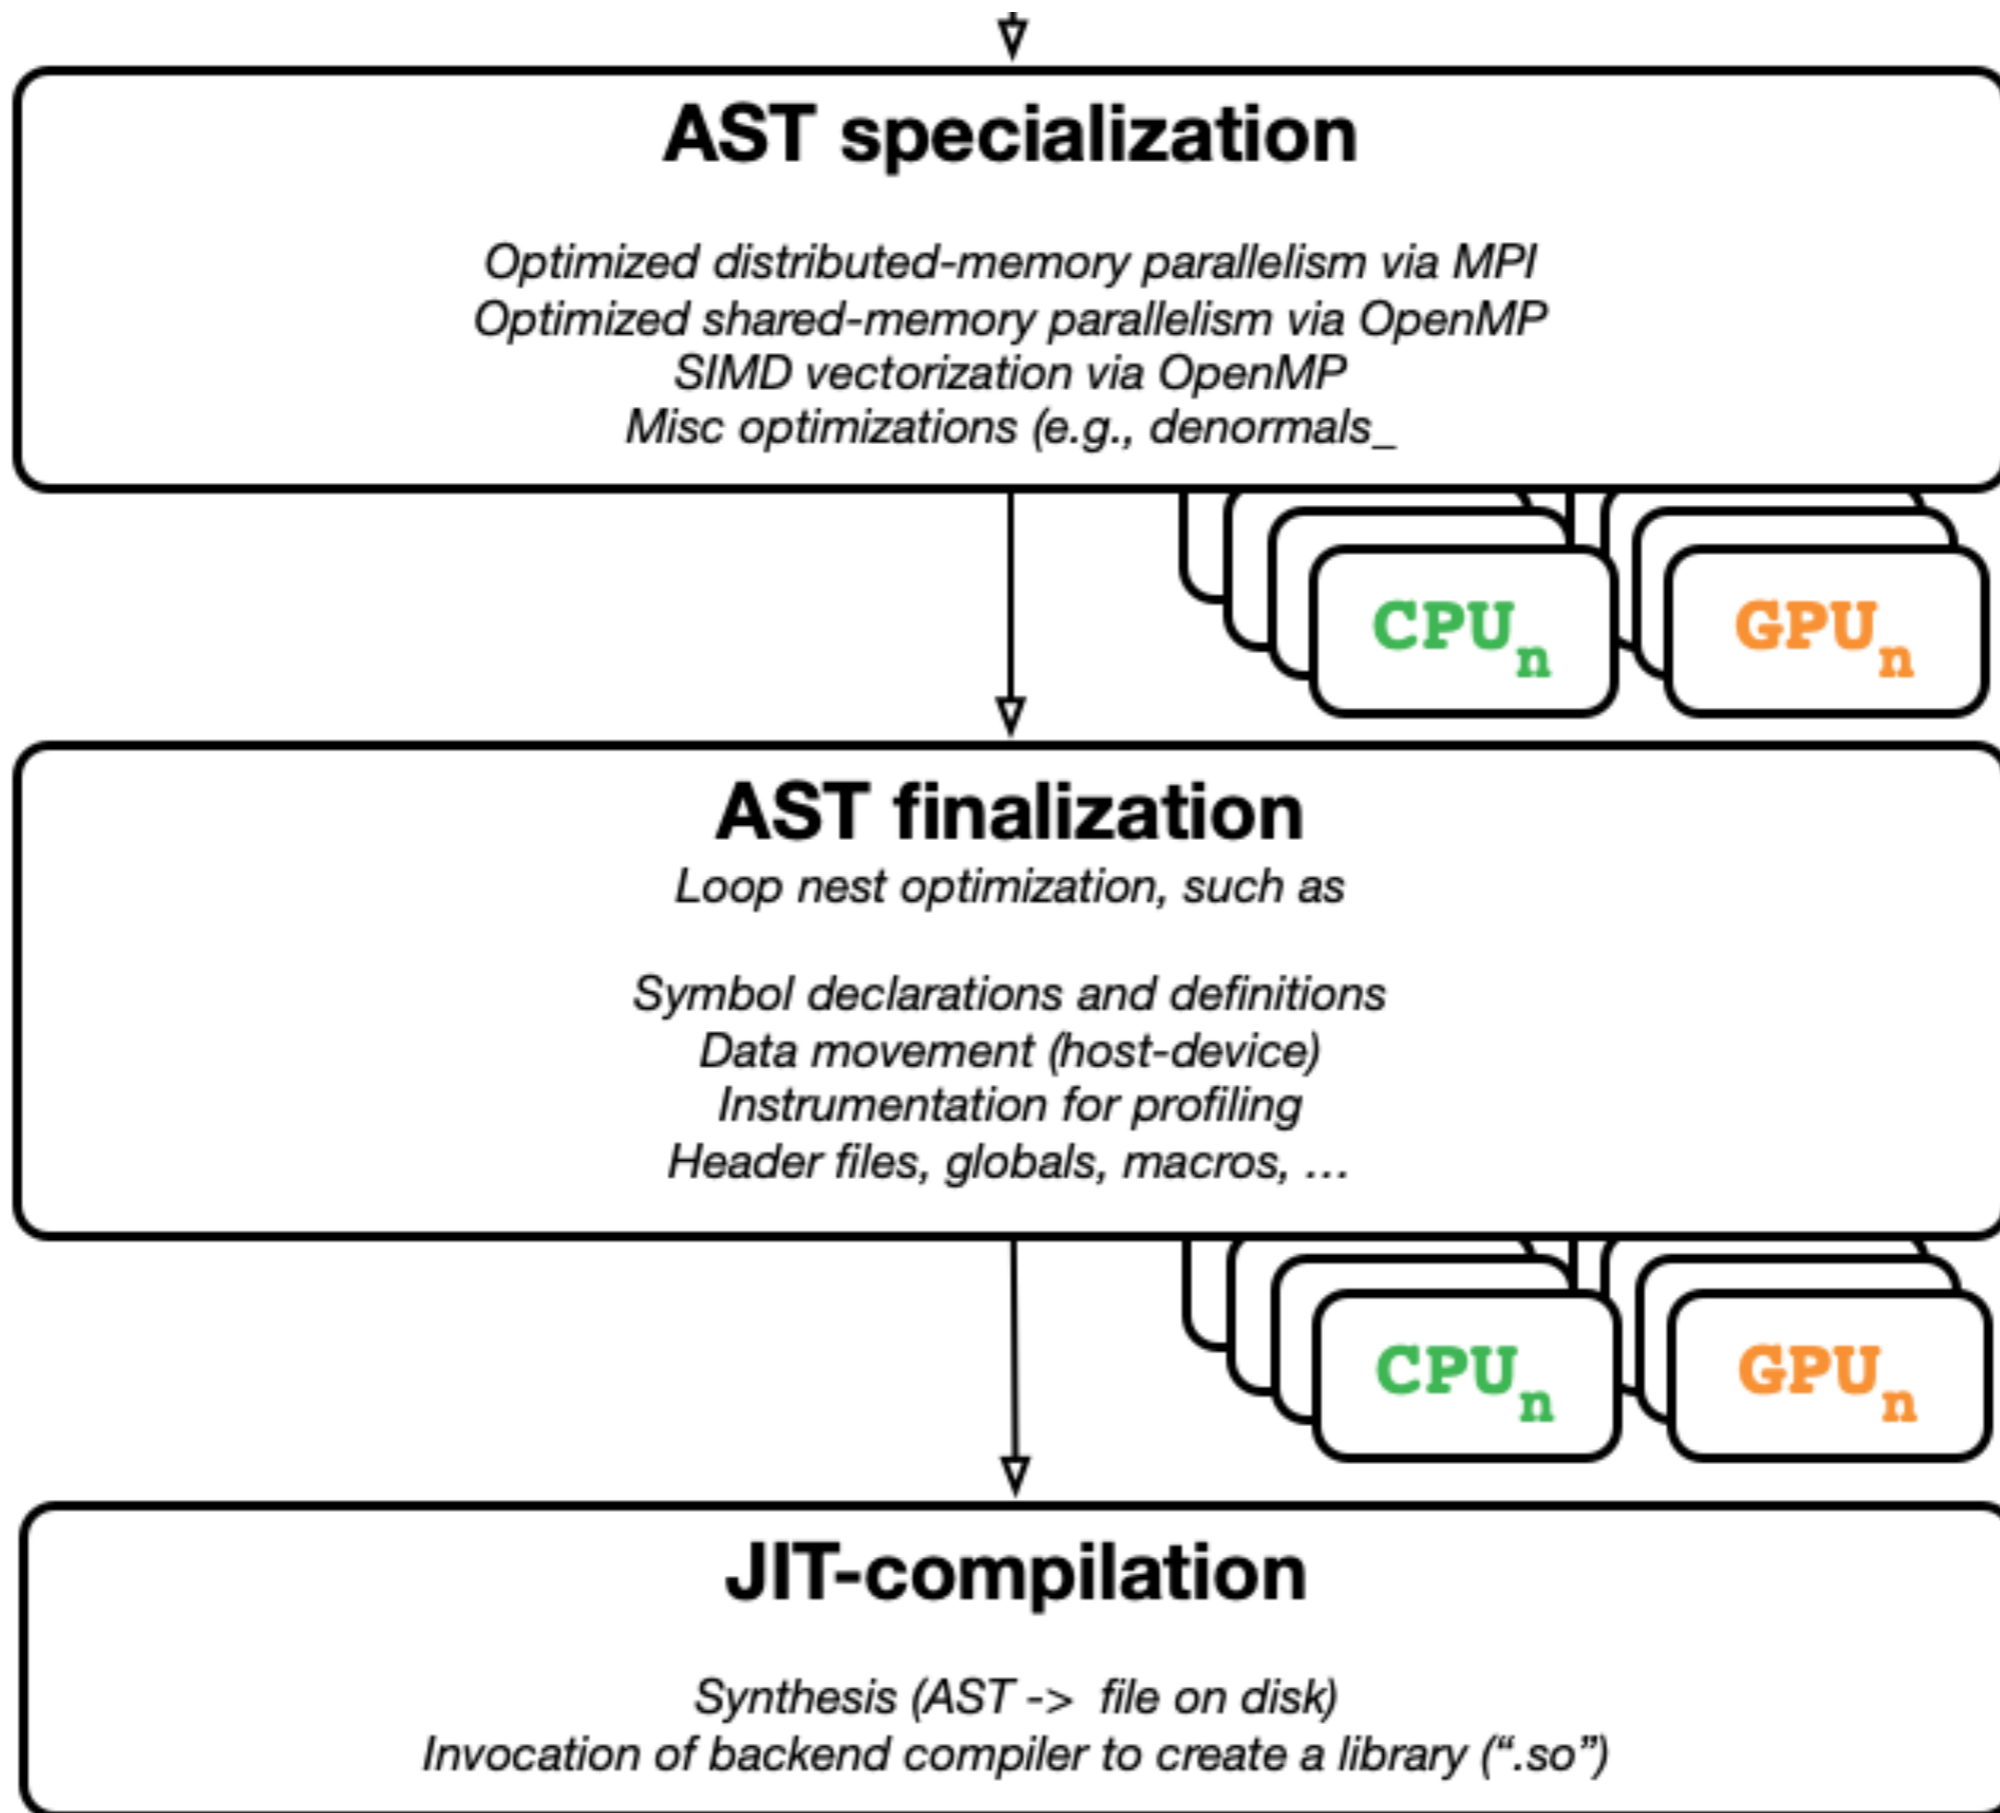 AST specialization
Optimized distributed-memory parallelism via MPI
Optimized shared-memory parallelism via OpenMP
SIMD vectorization via OpenMP
Misc optimizations (e.g., denormals_
CPUn GPUn
AST finalization
Loop nest optimization, such as
Symbol declarations and definitions
Data movement (host-device)
Instrumentation for profiling
Header files, globals, macros, …
CPUn GPUn
JIT-compilation
Synthesis (AST -> file on disk)
Invocation of backend compiler to create a library (“.so”)